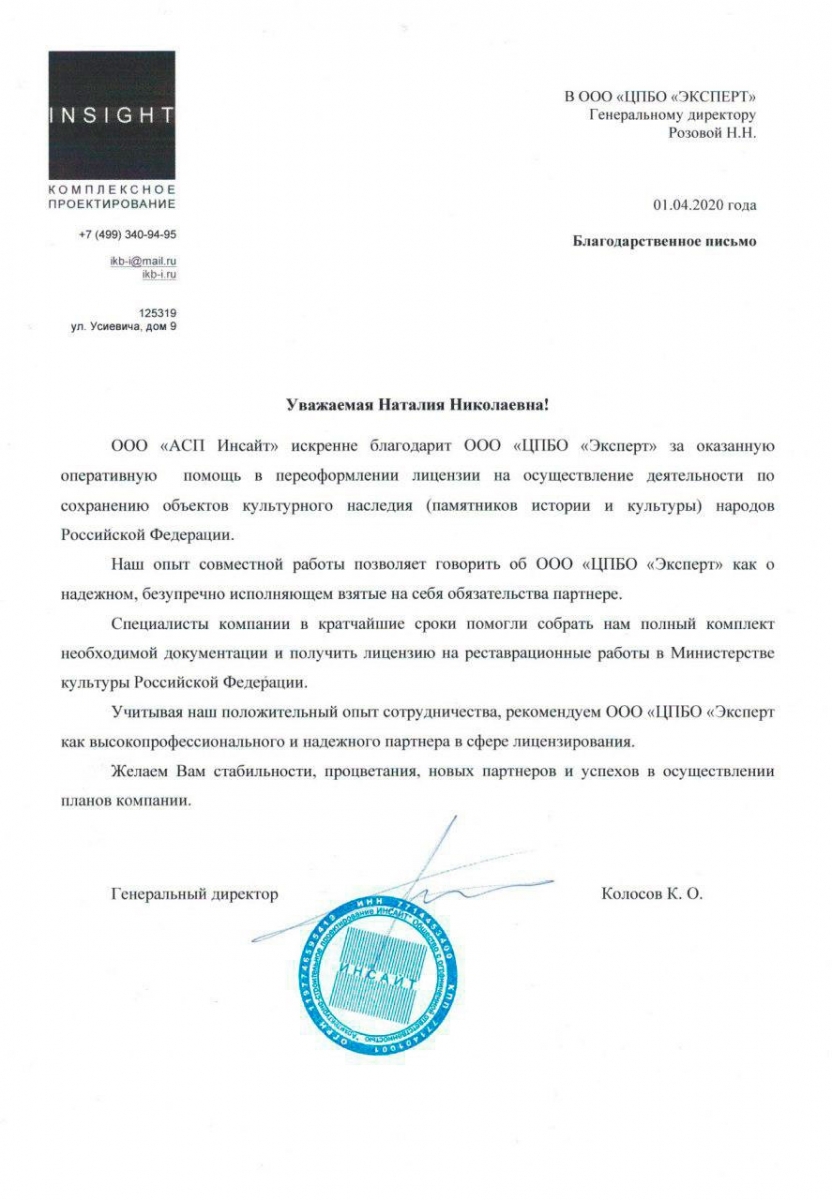 INSIGHT
КОМПЛЕКСНОЕ
ПРОЕКТИРОВАНИЕ
+7 (499) 340-94-95
ikb-i@mail.ru
ikb-i.ru
125319
ул. Усиевича, дом 9
В ООО «ЦПБО «ЭКСПЕРТ»
Генеральному директору
Розовой Н.Н.
01.04.2020 года
Благодарственное письмо
Уважаемая Наталия Николаевна!
ООО «АСП Инсайт» искренне благодарит ООО «ЦПБО «Эксперт» за оказанную
оперативную помощь в переоформлении лицензии на осуществление деятельности по
сохранению объектов культурного наследия (памятников истории и культуры) народов
Российской Федерации.
Наш опыт совместной работы позволяет говорить об ООО «ЦПБО «Эксперт» как о
надежном, безупречно исполняющем взятые на себя обязательства партнере.
Специалисты компании в кратчайшие сроки помогли собрать нам полный комплект
необходимой документации и получить лицензию на реставрационные работы в Министерстве
культуры Российской Федерации.
Учитывая наш положительный опыт сотрудничества, рекомендуем ООО «ЦПБО «Эксперт
как высокопрофессионального и надежного партнера в сфере лицензирования.
Желаем Вам стабильности, процветания, новых партнеров и успехов в осуществлении
планов компании.
Генеральный директор
Колосов К. О.
ИНН 7714453400 КПП 771401001 ОГРН 1197746595413
Общество с ограниченной ответственностью "Архитектурно-строительное проектирование ИНСАЙТ"
ИНСАЙТ